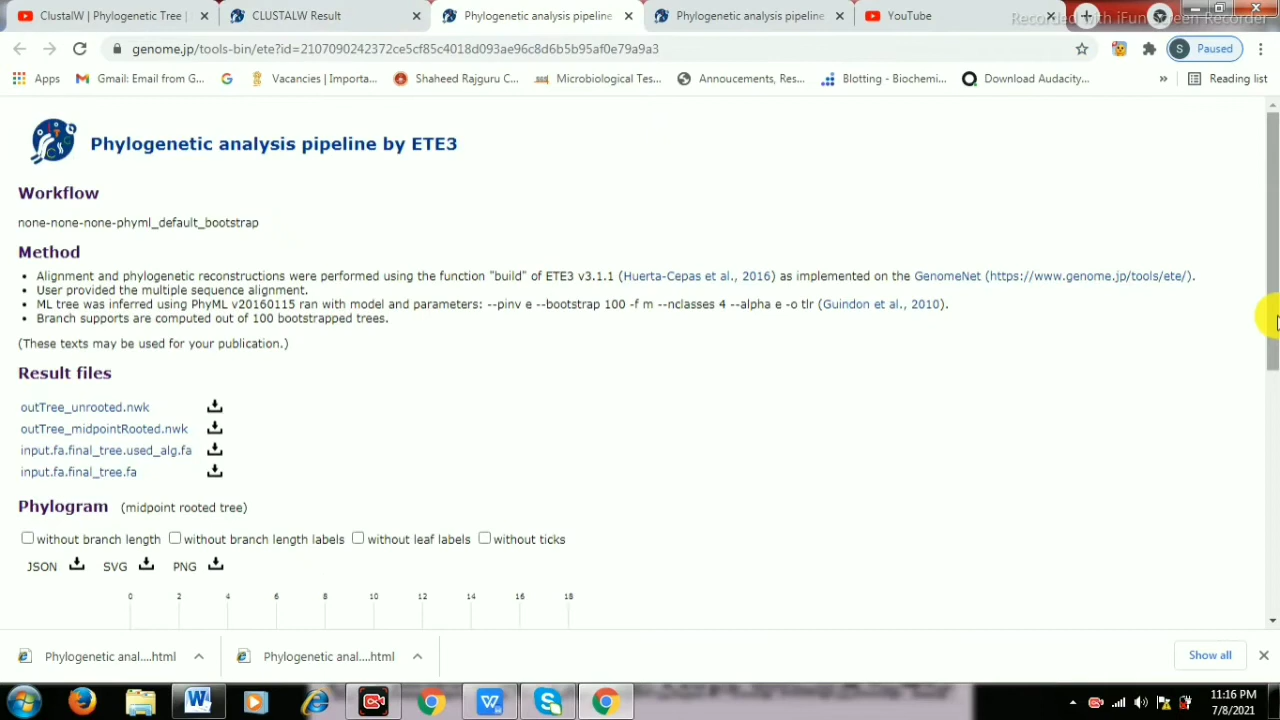 ClustalW | Phylogenetic Tree |
CLUSTALW Result
Phylogenetic analysis pipeline
Phylogenetic analysis pipeline
YouTube
Recorded with iFun Screen Recorder
genome.jp/tools-bin/ete?id=2107090242372ce5cf85c4018d093ae96c8d6b5b95af0e79a9a3
S
Paused
Apps
Gmail: Email from G...
Vacancies | Importa...
Shaheed Rajguru C...
Microbiological Tes...
Annoucements, Res...
Blotting - Biochemi...
Download Audacity...
»
Reading list
Phylogenetic analysis pipeline by ETE3
Workflow
none-none-none-phyml_default_bootstrap
Method
• Alignment and phylogenetic reconstructions were performed using the function "build" of ETE3 v3.1.1 (Huerta-Cepas et al., 2016) as implemented on the GenomeNet (https://www.genome.jp/tools/ete/).
• User provided the multiple sequence alignment.
• ML tree was inferred using PhyML v20160115 ran with model and parameters: --pinv e --bootstrap 100 -f m --nclasses 4 --alpha e -o tlr (Guindon et al., 2010).
• Branch supports are computed out of 100 bootstrapped trees.
(These texts may be used for your publication.)
Result files
outTree_unrooted.nwk
outTree_midpointRooted.nwk
input.fa.final_tree.used_alg.fa
input.fa.final_tree.fa
Phylogram (midpoint rooted tree)
without branch length without branch length labels without leaf labels without ticks
JSON SVG PNG
0 2 4 6 8 10 12 14 16 18
Phylogenetic anal....html
Phylogenetic anal....html
Show all
11:16 PM
7/8/2021